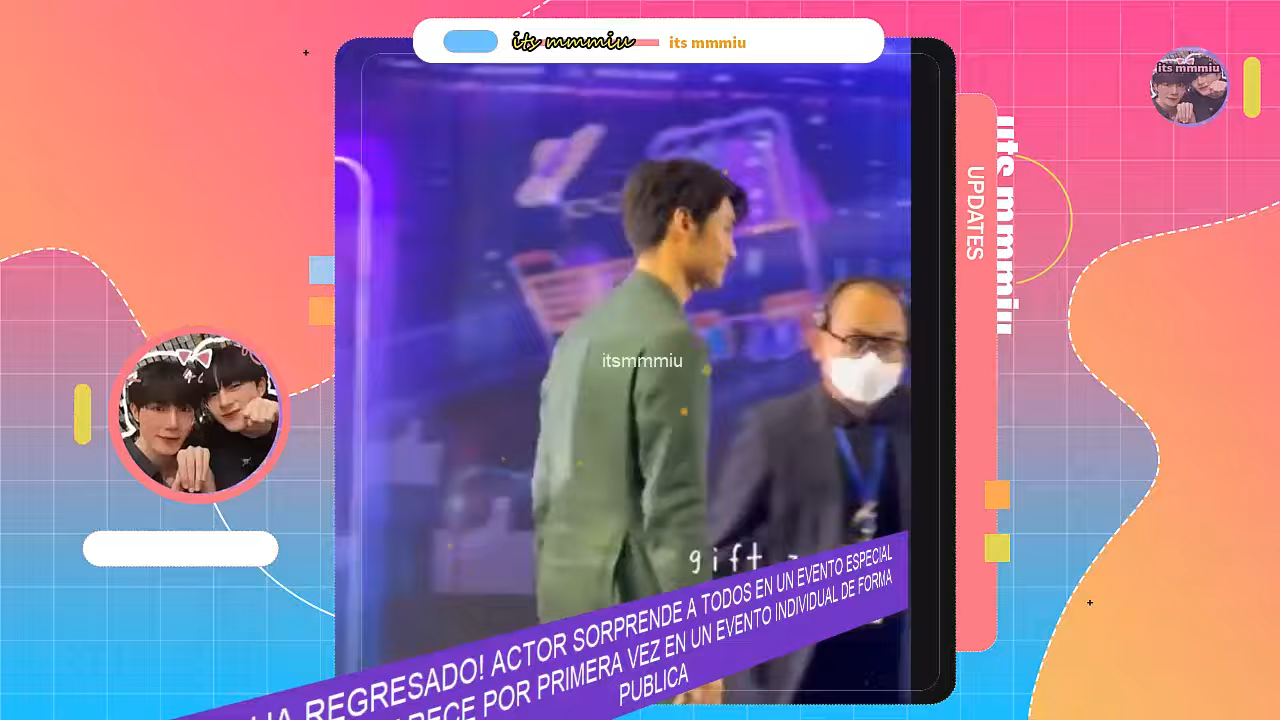 its mmmiu
its mmmiu
its mmmiu
its mmmiu
UPDATES
itsmmmiu
gift
HA REGRESADO! ACTOR SORPRENDE A TODOS EN UN EVENTO ESPECIAL
POR PRIMERA VEZ EN UN EVENTO INDIVIDUAL DE FORMA
PUBLICA